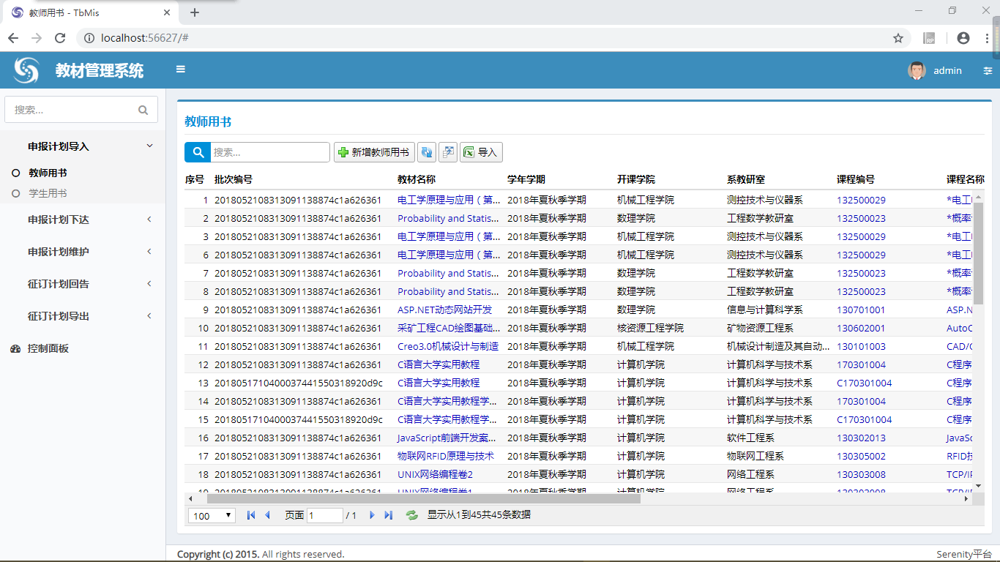 教师用书 - TbMis
localhost:56627/#
教材管理系统
admin
搜索...
申报计划导入
教师用书
学生用书
申报计划下达
申报计划维护
征订计划回告
征订计划导出
控制面板
教师用书
搜索... 新增教师用书 导入
序号 批次编号 教材名称 学年学期 开课学院 系教研室 课程编号 课程名称
1 2018052108313091138874c1a626361 电工学原理与应用（第... 2018年夏秋季学期 机械工程学院 测控技术与仪器系 132500029 *电工
2 2018052108313091138874c1a626361 Probability and Statis... 2018年夏秋季学期 数理学院 工程数学教研室 132500023 *概率
3 2018052108313091138874c1a626361 电工学原理与应用（第... 2018年夏秋季学期 机械工程学院 测控技术与仪器系 132500029 *电工
6 2018052108313091138874c1a626361 电工学原理与应用（第... 2018年夏秋季学期 机械工程学院 测控技术与仪器系 132500029 *电工
7 2018052108313091138874c1a626361 Probability and Statis... 2018年夏秋季学期 数理学院 工程数学教研室 132500023 *概率
8 2018052108313091138874c1a626361 Probability and Statis... 2018年夏秋季学期 数理学院 工程数学教研室 132500023 *概率
9 2018052108313091138874c1a626361 ASP.NET动态网站开发 2018年夏秋季学期 数理学院 信息与计算科学系 130701001 ASP.N
10 2018052108313091138874c1a626361 采矿工程CAD绘图基础... 2018年夏秋季学期 核资源工程学院 矿物资源工程系 130602001 AutoC
11 2018052108313091138874c1a626361 Creo3.0机械设计与制造 2018年夏秋季学期 机械工程学院 机械设计制造及其自动... 130101003 CAD/C
12 2018052108313091138874c1a626361 C语言大学实用教程 2018年夏秋季学期 计算机学院 计算机科学与技术系 170301004 C程序
13 2018051710400037441550318920d9c C语言大学实用教程 2018年夏秋季学期 计算机学院 计算机科学与技术系 C170301004 C程序
14 2018052108313091138874c1a626361 C语言大学实用教程学... 2018年夏秋季学期 计算机学院 计算机科学与技术系 170301004 C程序
15 2018051710400037441550318920d9c C语言大学实用教程学... 2018年夏秋季学期 计算机学院 计算机科学与技术系 C170301004 C程序
16 2018052108313091138874c1a626361 JavaScript前端开发案... 2018年夏秋季学期 计算机学院 软件工程系 130302013 JavaSc
17 2018052108313091138874c1a626361 物联网RFID原理与技术 2018年夏秋季学期 计算机学院 物联网工程系 130305002 RFID技
18 2018052108313091138874c1a626361 UNIX网络编程卷2 2018年夏秋季学期 计算机学院 网络工程系 130303008 TCP/IP
19 2018052108313091138874c1a626361 UNIX网络编程卷1 2018年夏秋季学期 计算机学院 网络工程系 130303008 TCP/IP
100 页面 1 / 1 显示从1到45共45条数据
Copyright (c) 2015. All rights reserved. Serenity平台